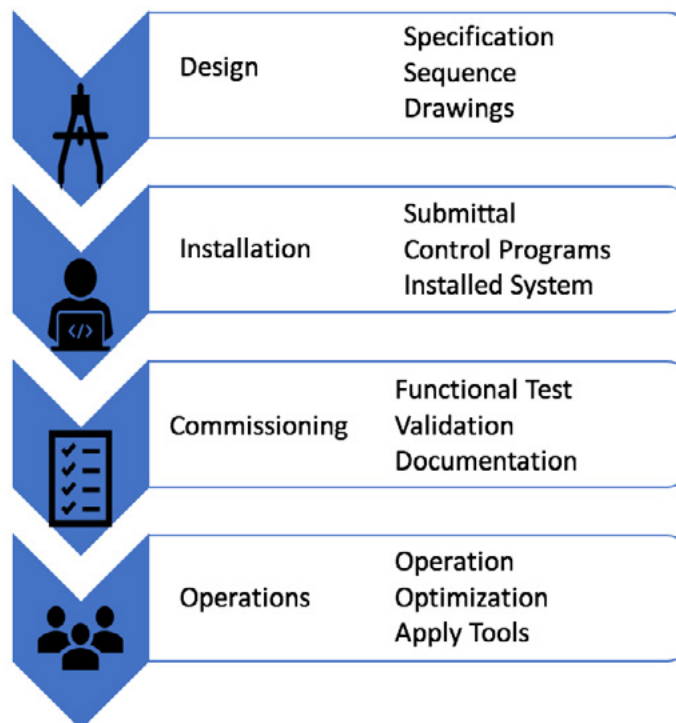 Design
Specification
Sequence
Drawings
Installation
Submittal
Control Programs
Installed System
</>
Commissioning
Functional Test
Validation
Documentation
Operations
Operation
Optimization
Apply Tools